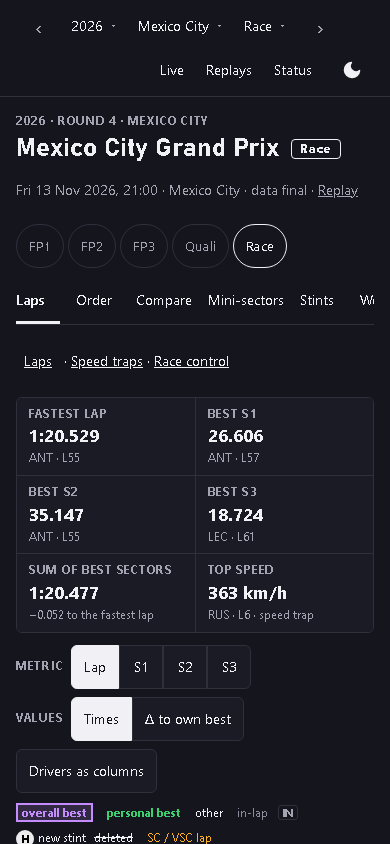 ‹ 2026 Mexico City Race ›
Live Replays Status
2026 · ROUND 4 · MEXICO CITY
Mexico City Grand Prix Race
Fri 13 Nov 2026, 21:00 · Mexico City · data final · Replay
FP1 FP2 FP3 Quali Race
Laps Order Compare Mini-sectors Stints
Laps · Speed traps · Race control
FASTEST LAP BEST S1
1:20.529 26.606
ANT · L55 ANT · L57
BEST S2 BEST S3
35.147 18.724
ANT · L55 LEC · L61
SUM OF BEST SECTORS TOP SPEED
1:20.477 363 km/h
−0.052 to the fastest lap RUS · L6 · speed trap
METRIC Lap S1 S2 S3
VALUES Times Δ to own best
Drivers as columns
overall best personal best other in-lap IN
H new stint deleted SC / VSC lap